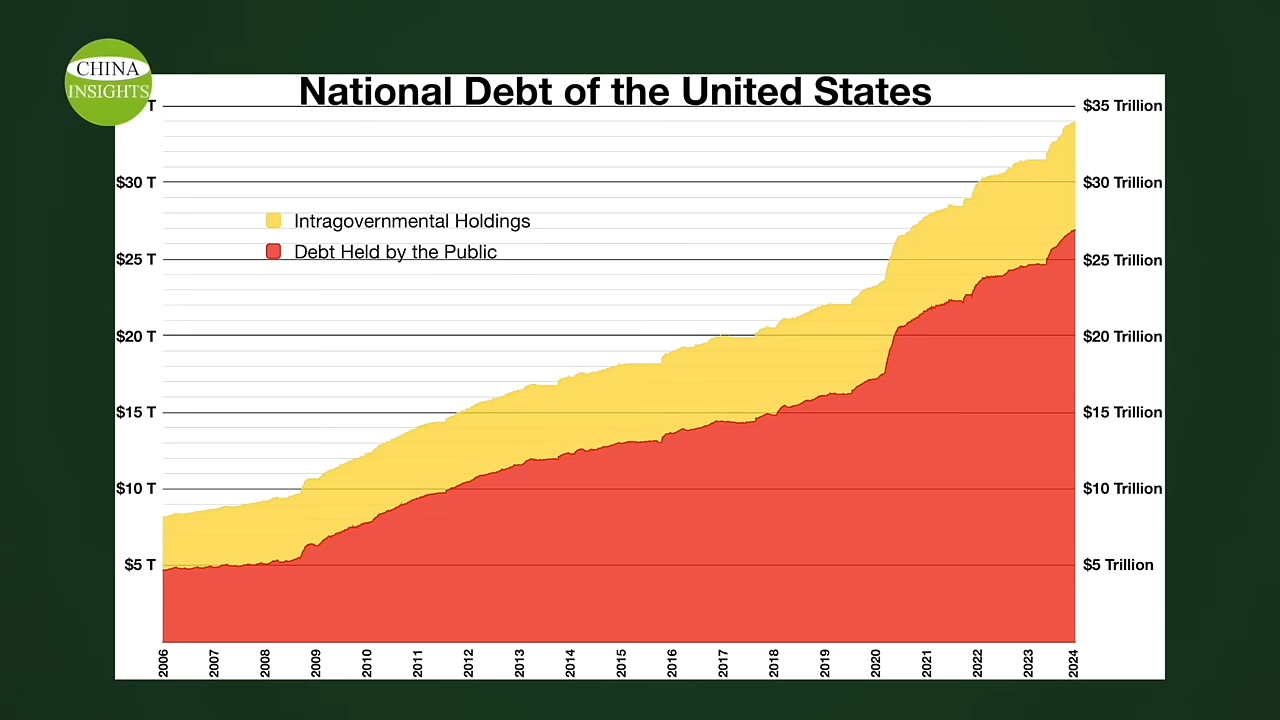 CHINA
INSIGHTS
National Debt of the United States
T
$35 Trillion
$30 T
$30 Trillion
Intragovernmental Holdings
Debt Held by the Public
$25 T
$25 Trillion
$20 T
$20 Trillion
$15 T
$15 Trillion
$10 T
$10 Trillion
$5 T
$5 Trillion
2006 2007 2008 2009 2010 2011 2012 2013 2014 2015 2016 2017 2018 2019 2020 2021 2022 2023 2024